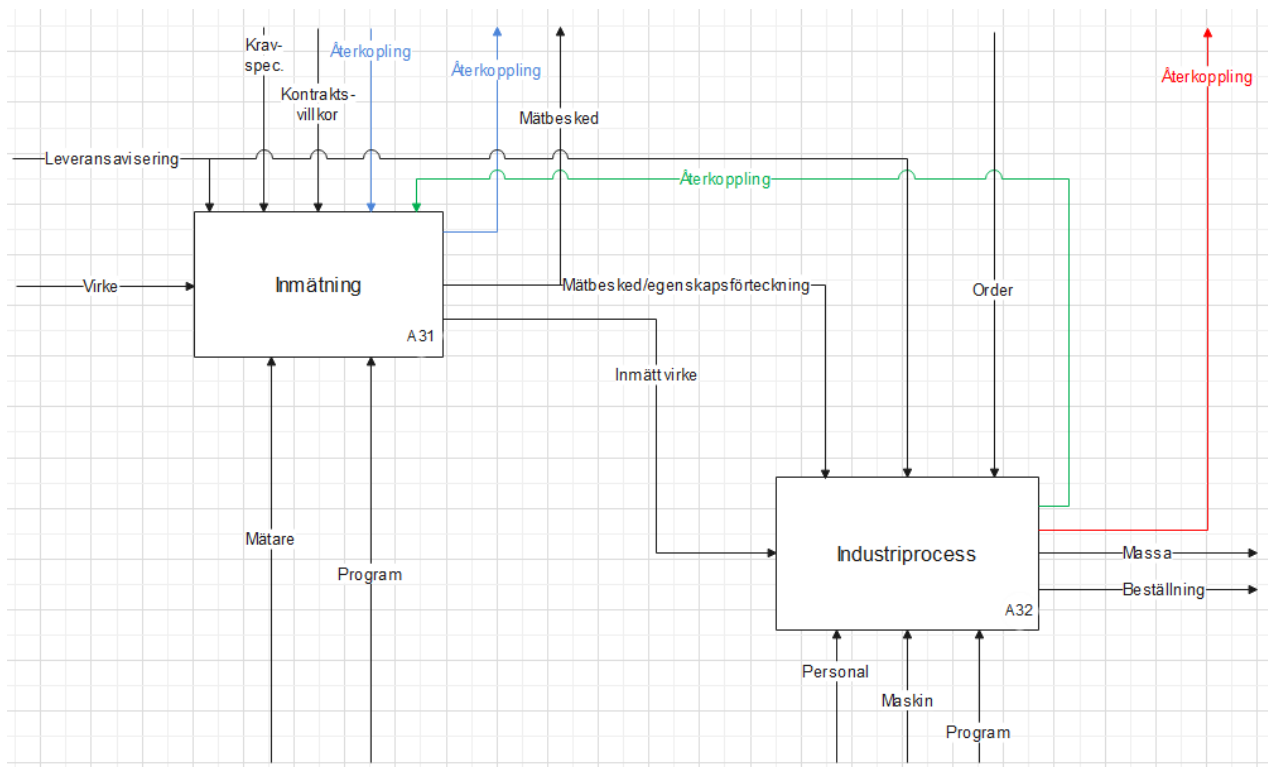 Krav-
spec.
Återkopling
Återkoppling
Återkoppling
Kontrakts-
villkor
Mätbesked
Leveransavisering
Återkoppling
Virke
Inmätning
Mätbesked/egenskapsförteckning
Order
A31
Inmätt virke
Mätare
Industriprocess
Massa
Program
Beställning
A32
Personal
Maskin
Program